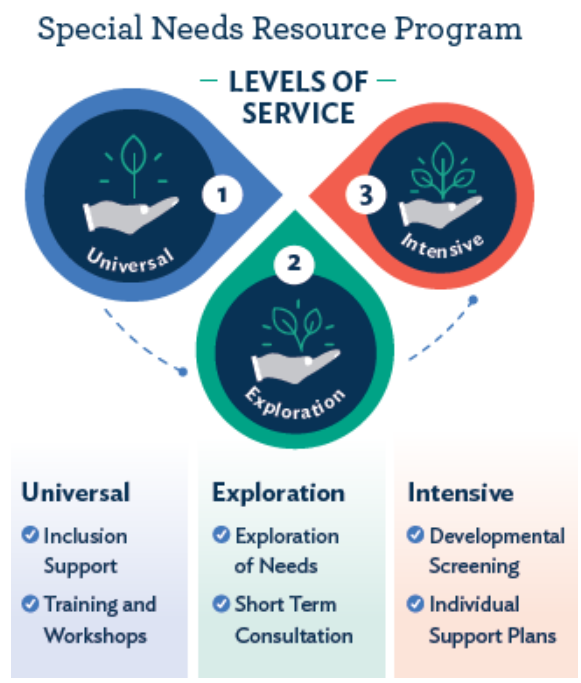 Special Needs Resource Program
LEVELS OF
SERVICE
1
Universal
2
Exploration
3
Intensive
Universal
Inclusion
Support
Training and
Workshops
Exploration
Exploration
of Needs
Short Term
Consultation
Intensive
Developmental
Screening
Individual
Support Plans